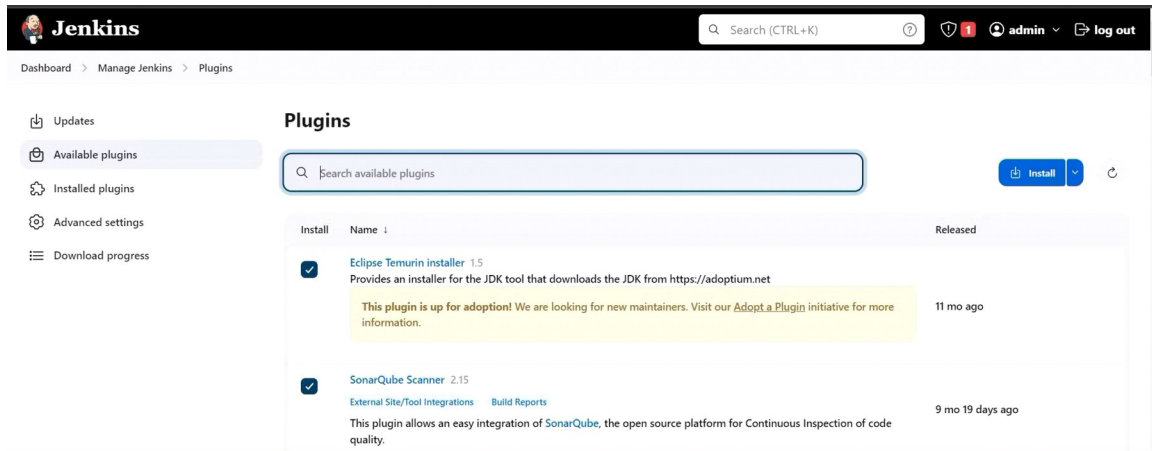 Jenkins
Search (CTRL+K)
1
admin
log out
Dashboard > Manage Jenkins > Plugins
Updates
Available plugins
Installed plugins
Advanced settings
Download progress
Plugins
Search available plugins
Install
Install Name ↓ Released
Eclipse Temurin installer 1.5
Provides an installer for the JDK tool that downloads the JDK from https://adoptium.net
This plugin is up for adoption! We are looking for new maintainers. Visit our Adopt a Plugin initiative for more
information.
11 mo ago
SonarQube Scanner 2.15
External Site/Tool Integrations Build Reports
This plugin allows an easy integration of SonarQube, the open source platform for Continuous Inspection of code
quality.
9 mo 19 days ago